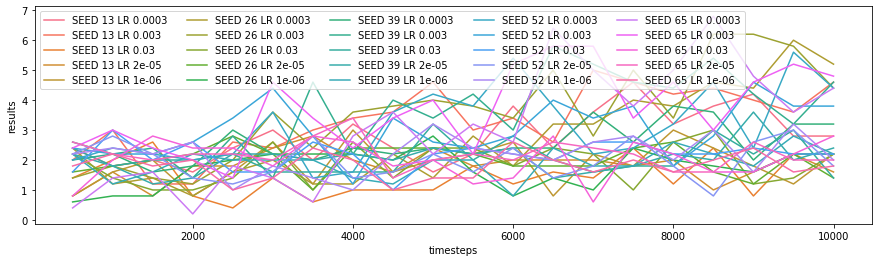 7
SEED 13 LR 0.0003 SEED 26 LR 0.0003 SEED 39 LR 0.0003 SEED 52 LR 0.0003 SEED 65 LR 0.0003
SEED 13 LR 0.003 SEED 26 LR 0.003 SEED 39 LR 0.003 SEED 52 LR 0.003 SEED 65 LR 0.003
6
SEED 13 LR 0.03 SEED 26 LR 0.03 SEED 39 LR 0.03 SEED 52 LR 0.03 SEED 65 LR 0.03
SEED 13 LR 2e-05 SEED 26 LR 2e-05 SEED 39 LR 2e-05 SEED 52 LR 2e-05 SEED 65 LR 2e-05
5
SEED 13 LR 1e-06 SEED 26 LR 1e-06 SEED 39 LR 1e-06 SEED 52 LR 1e-06 SEED 65 LR 1e-06
4
results
3
2
1
0
2000 4000 6000 8000 10000
timesteps